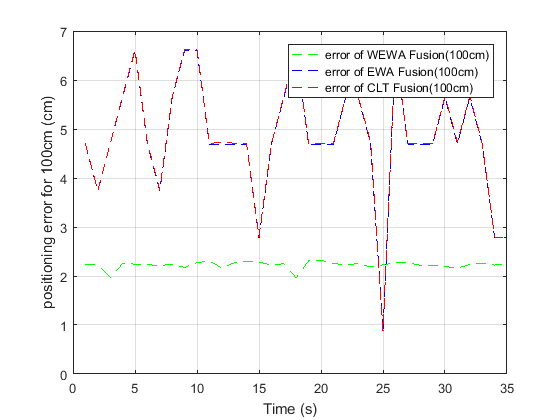 7
6
5
4
3
2
1
0
positioning error for 100cm (cm)
error of WEWA Fusion(100cm)
error of EWA Fusion(100cm)
error of CLT Fusion(100cm)
0 5 10 15 20 25 30 35
Time (s)